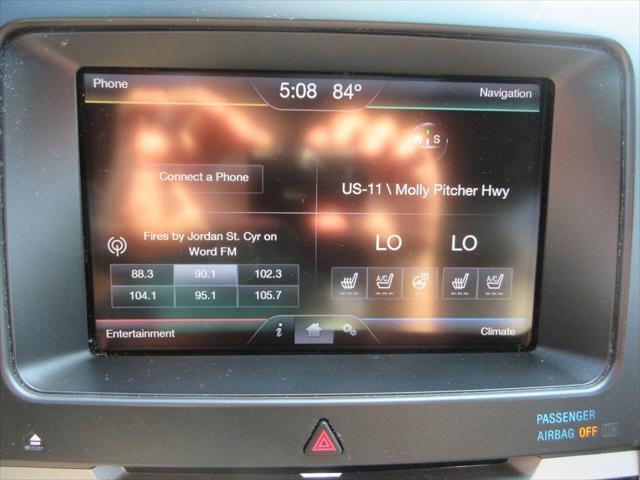 Phone
5:08 84°
Navigation
W S
Connect a Phone
US-11 \ Molly Pitcher Hwy
Fires by Jordan St. Cyr on
Word FM
LO LO
88.3 90.1 102.3
104.1 95.1 105.7
A/C A/C
Entertainment
i
Climate
PASSENGER
AIRBAG OFF ON